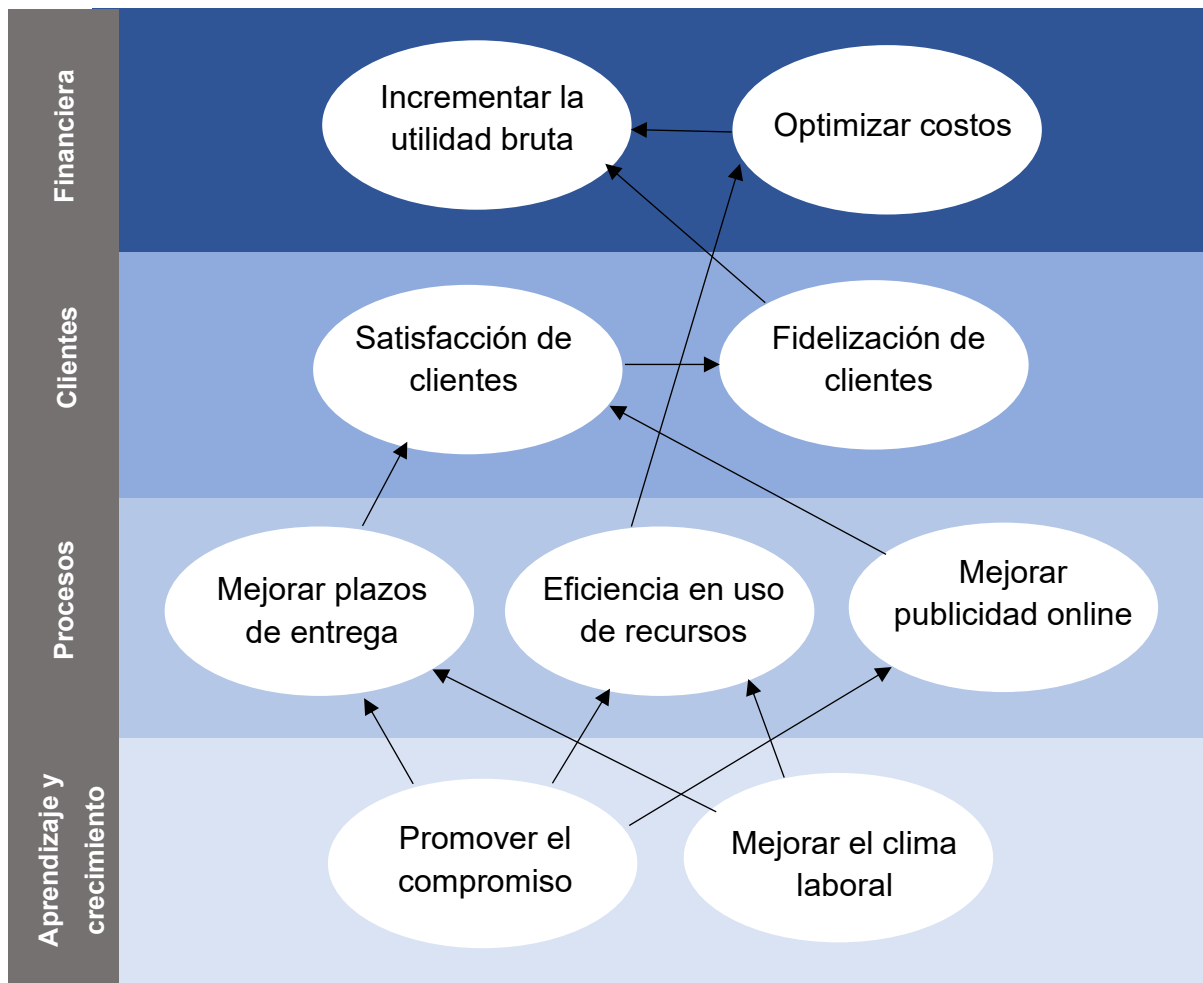 Financiera
Incrementar la
utilidad bruta
Optimizar costos
Clientes
Satisfacción de
clientes
Fidelización de
clientes
Procesos
Mejorar plazos
de entrega
Eficiencia en uso
de recursos
Mejorar
publicidad online
Aprendizaje y
crecimiento
Promover el
compromiso
Mejorar el clima
laboral